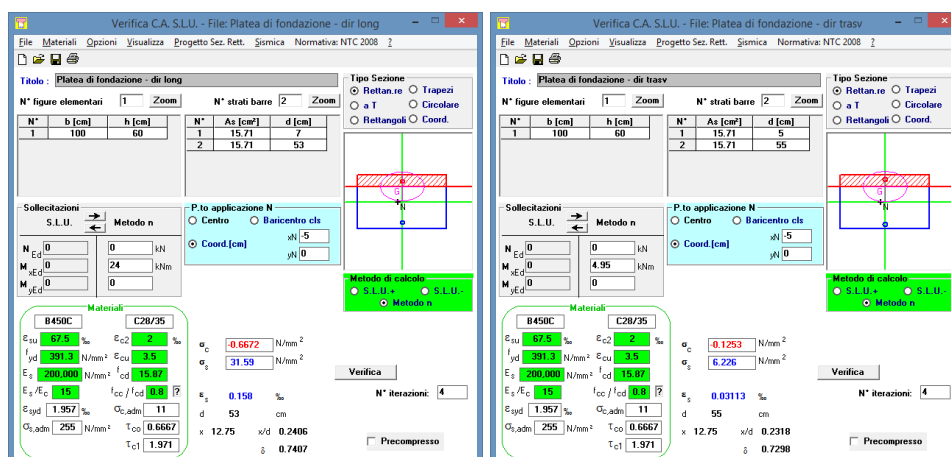 Verifica C.A. S.L.U. - File: Platea di fondazione - dir long
File Materiali Opzioni Visualizza Progetto Sez. Rett. Sismica Normativa: NTC 2008 ?
Titolo : Platea di fondazione - dir long
N° figure elementari 1 Zoom N° strati barre 2 Zoom
N° b [cm] h [cm]
1 100 60
N° As [cm²] d [cm]
1 15.71 7
2 15.71 53
Tipo Sezione
Rettan.re Trapezi
a T Circolare
Rettangoli Coord.
G
N
Sollecitazioni
S.L.U. Metodo n
N Ed 0 0 kN
M xEd 0 24 kNm
M yEd 0 0
P.to applicazione N
Centro Baricentro cls
Coord.[cm] xN -5
yN 0
Metodo di calcolo
S.L.U.+ S.L.U.-
Metodo n
Materiali
B450C C28/35
εsu 67.5 ‰ εc2 2 ‰
fyd 391.3 N/mm² εcu 3.5
Es 200,000 N/mm² fcd 15.87
Es/Ec 15 fcc / fcd 0.8 ?
εsyd 1.957 ‰ σc,adm 11
σs,adm 255 N/mm² τco 0.6667
τc1 1.971
σc -0.6672 N/mm²
σs 31.59 N/mm²
εs 0.158 ‰
d 53 cm
x 12.75 x/d 0.2406
δ 0.7407
Verifica
N° iterazioni: 4
Precompresso
Verifica C.A. S.L.U. - File: Platea di fondazione - dir trasv
File Materiali Opzioni Visualizza Progetto Sez. Rett. Sismica Normativa: NTC 2008 ?
Titolo : Platea di fondazione - dir trasv
N° figure elementari 1 Zoom N° strati barre 2 Zoom
N° b [cm] h [cm]
1 100 60
N° As [cm²] d [cm]
1 15.71 5
2 15.71 55
Tipo Sezione
Rettan.re Trapezi
a T Circolare
Rettangoli Coord.
G
N
Sollecitazioni
S.L.U. Metodo n
N Ed 0 0 kN
M xEd 0 4.95 kNm
M yEd 0 0
P.to applicazione N
Centro Baricentro cls
Coord.[cm] xN -5
yN 0
Metodo di calcolo
S.L.U.+ S.L.U.-
Metodo n
Materiali
B450C C28/35
εsu 67.5 ‰ εc2 2 ‰
fyd 391.3 N/mm² εcu 3.5
Es 200,000 N/mm² fcd 15.87
Es/Ec 15 fcc / fcd 0.8 ?
εsyd 1.957 ‰ σc,adm 11
σs,adm 255 N/mm² τco 0.6667
τc1 1.971
σc -0.1253 N/mm²
σs 6.226 N/mm²
εs 0.03113 ‰
d 55 cm
x 12.75 x/d 0.2318
δ 0.7298
Verifica
N° iterazioni: 4
Precompresso